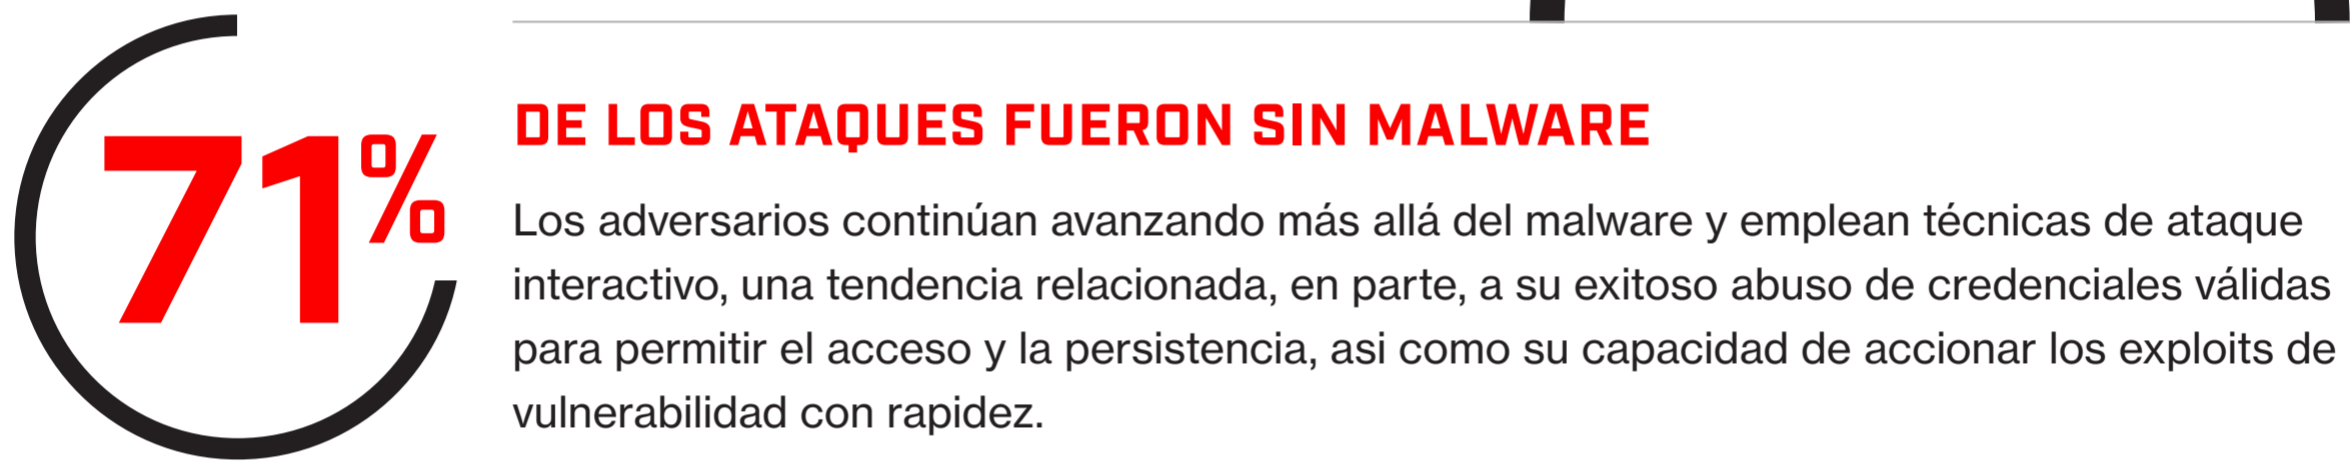 71%
DE LOS ATAQUES FUERON SIN MALWARE
Los adversarios continúan avanzando más allá del malware y emplean técnicas de ataque
interactivo, una tendencia relacionada, en parte, a su exitoso abuso de credenciales válidas
para permitir el acceso y la persistencia, asi como su capacidad de accionar los exploits de
vulnerabilidad con rapidez.